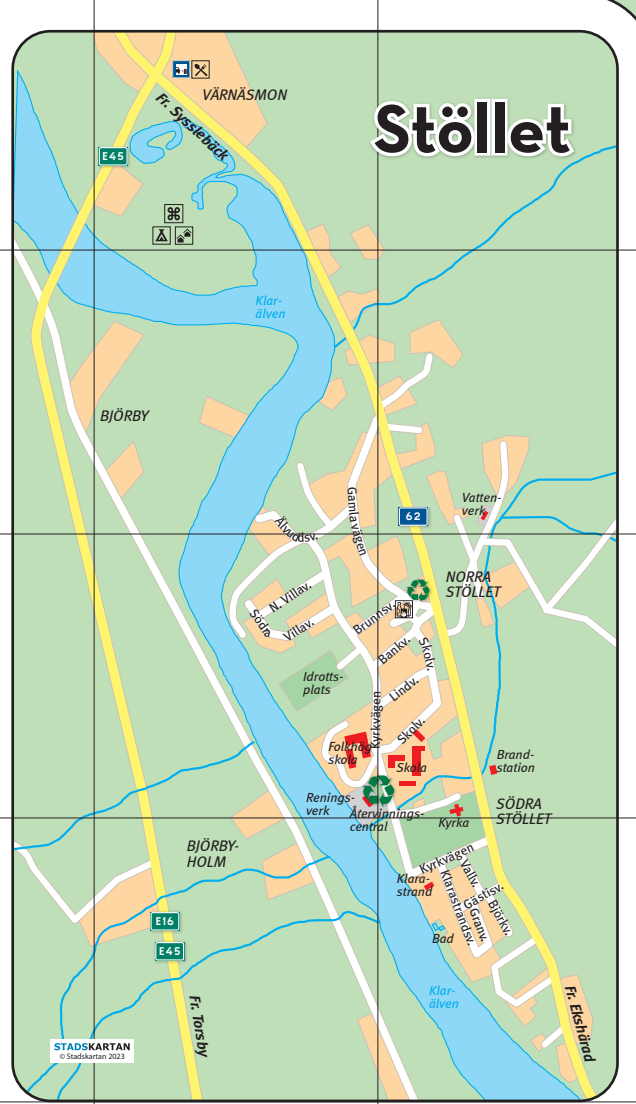 Stöllet
VÄRNÄSMON
Fr. Sysslebäck
E45
Klar-
älven
BJÖRBY
Gamla vägen
62
Vatten-
verk
Älvuddsv.
NORRA
STÖLLET
N. Villav.
Södra
Villav.
Brunnsv.
Bankv.
Skolv.
Idrotts-
plats
Lindv.
Kyrkvägen
Skolv.
Folkhög
skola
Skola
Brand-
station
Renings-
verk
Återvinnings-
central
Kyrka
SÖDRA
STÖLLET
BJÖRBY-
HOLM
Kyrkvägen
Vallv.
Klara-
strand
Klarastrandsv.
Gästisv.
Granv.
Björkv.
Bad
E16
E45
Klar-
älven
Fr. Torsby
Fr. Ekshärad
STADSKARTAN
© Stadskartan 2023